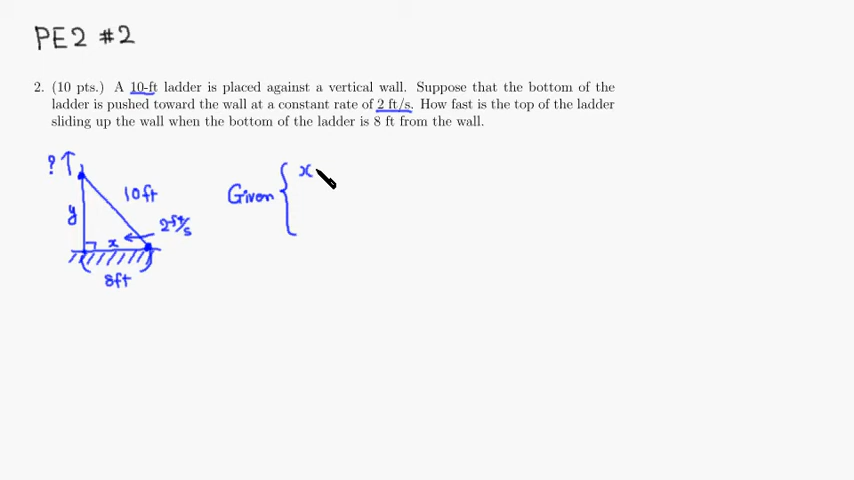 PE2 #2
2. (10 pts.) A 10-ft ladder is placed against a vertical wall. Suppose that the bottom of the
ladder is pushed toward the wall at a constant rate of 2 ft/s. How fast is the top of the ladder
sliding up the wall when the bottom of the ladder is 8 ft from the wall.
? ↑
10ft
y
x
2ft/s
8ft
Given { x